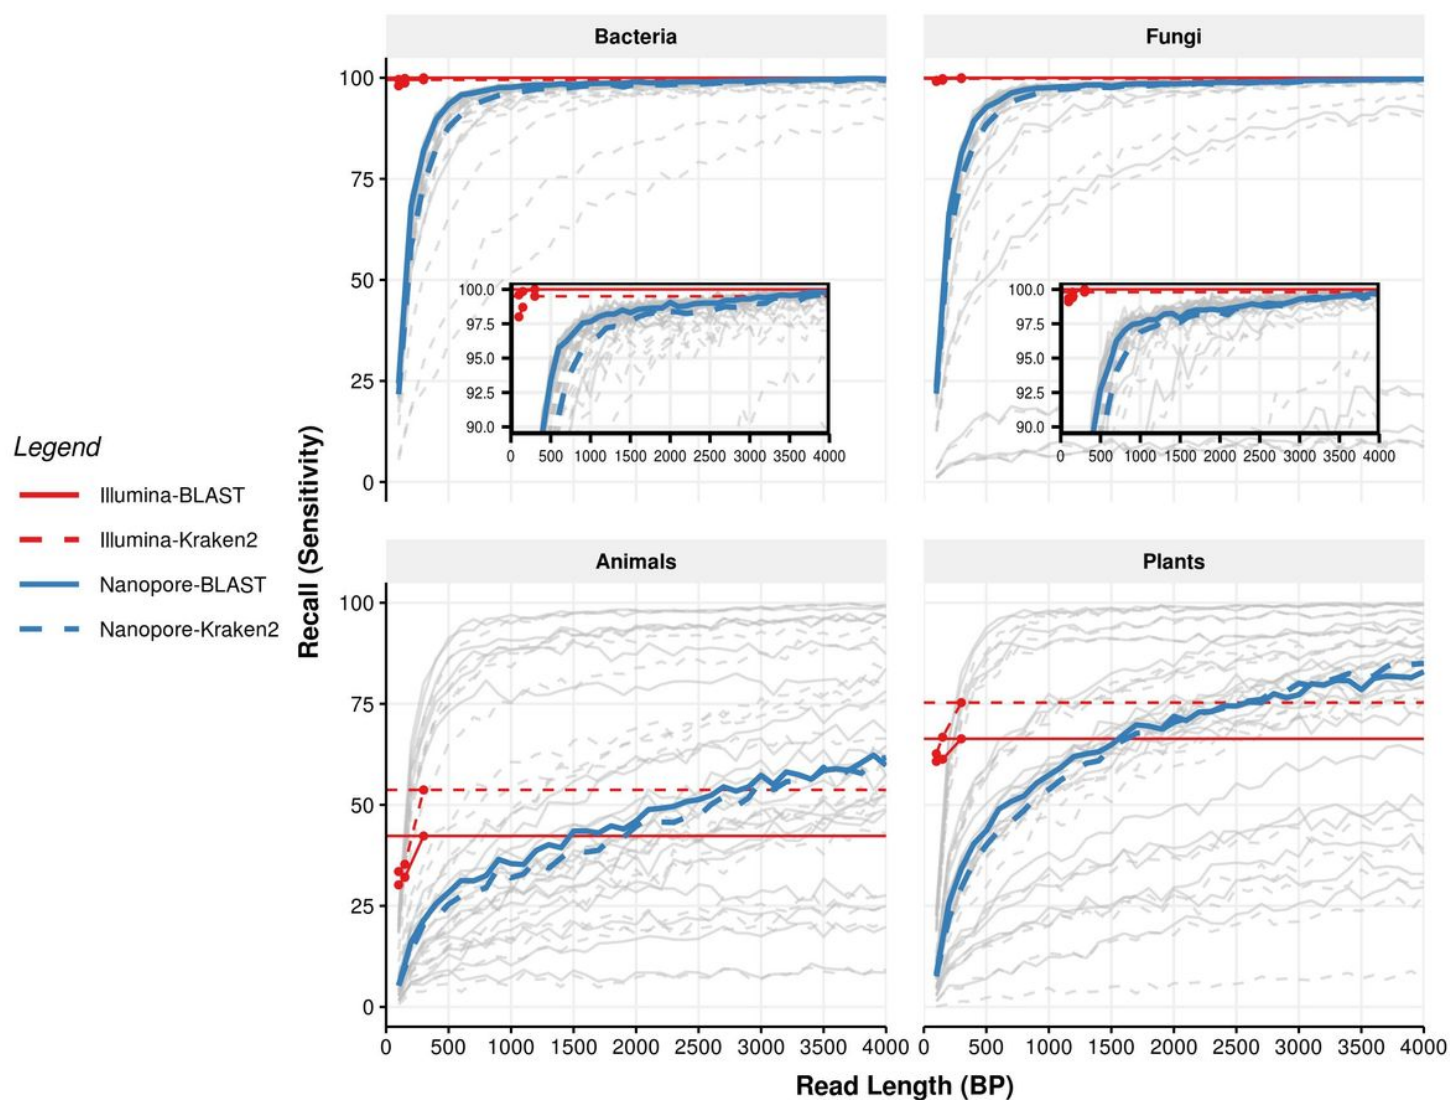 Bacteria
Fungi
100
75
50
25
0
100.0
97.5
95.0
92.5
90.0
0 500 1000 1500 2000 2500 3000 3500 4000
100.0
97.5
95.0
92.5
90.0
0 500 1000 1500 2000 2500 3000 3500 4000
Legend
Illumina-BLAST
Illumina-Kraken2
Nanopore-BLAST
Nanopore-Kraken2
Recall (Sensitivity)
Animals
Plants
100
75
50
25
0
0 500 1000 1500 2000 2500 3000 3500 4000
0 500 1000 1500 2000 2500 3000 3500 4000
Read Length (BP)